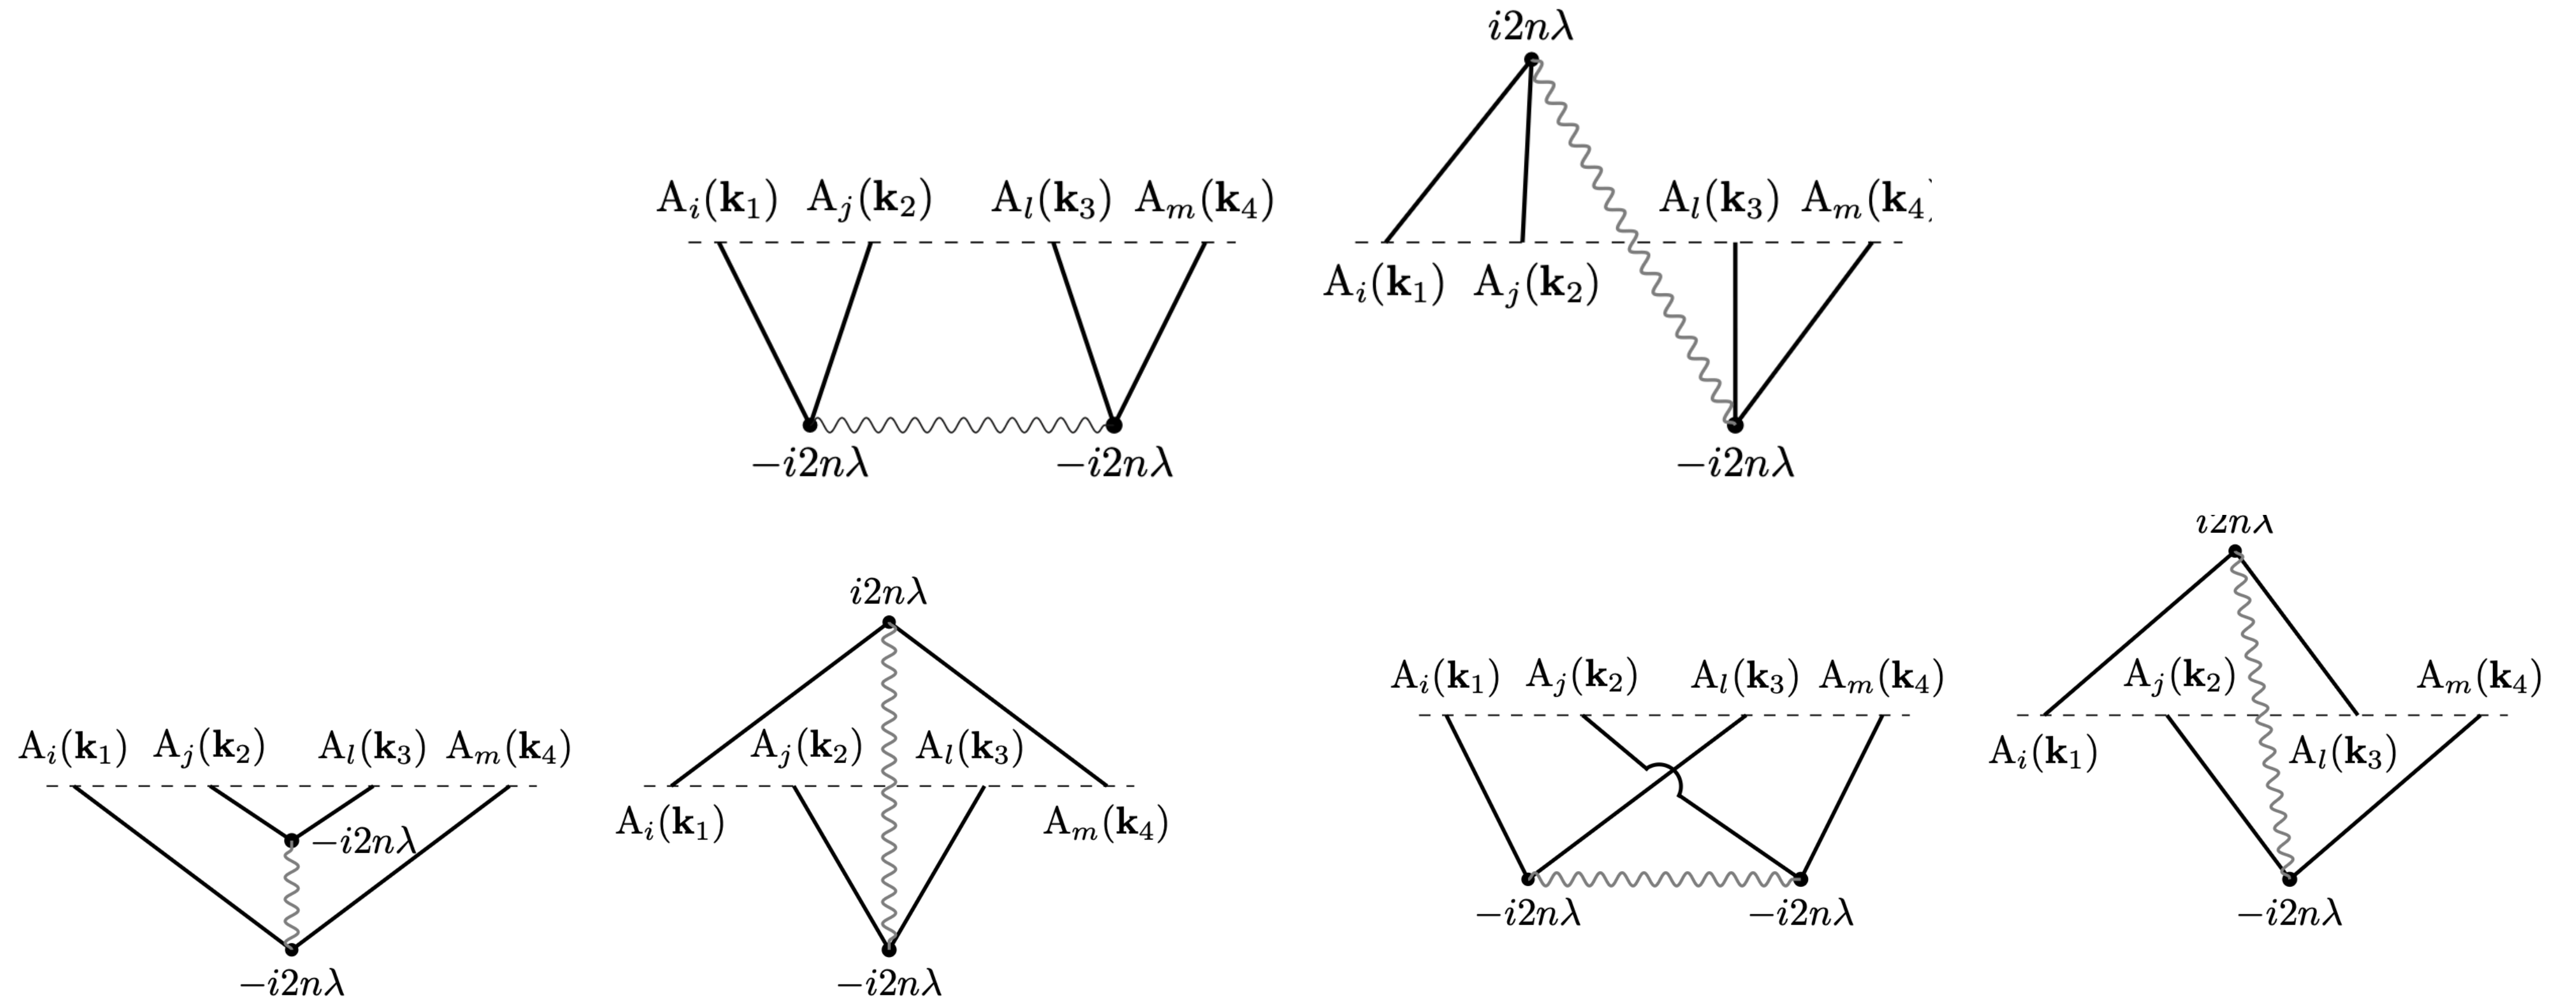 i2nλ
A_i(k_1) A_j(k_2) A_l(k_3) A_m(k_4)
A_l(k_3) A_m(k_4)
A_i(k_1) A_j(k_2)
−i2nλ −i2nλ
−i2nλ
i2nλ
i2nλ
A_i(k_1) A_j(k_2) A_l(k_3) A_m(k_4)
−i2nλ
−i2nλ
A_j(k_2) A_l(k_3)
A_i(k_1) A_m(k_4)
−i2nλ
A_i(k_1) A_j(k_2) A_l(k_3) A_m(k_4)
−i2nλ −i2nλ
A_j(k_2) A_m(k_4)
A_i(k_1) A_l(k_3)
−i2nλ